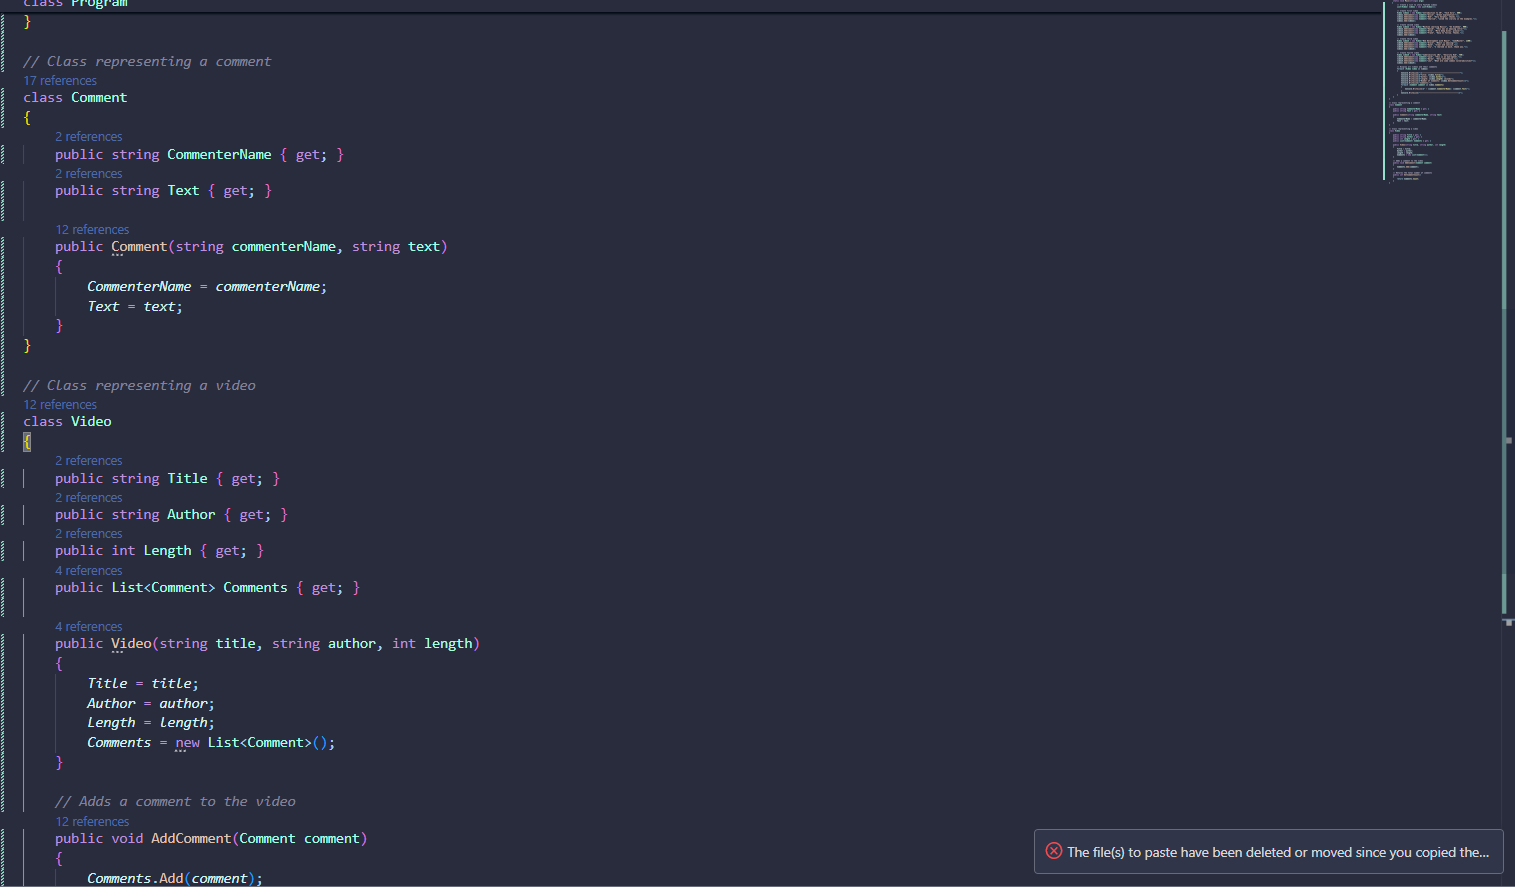 class Program
}
// Class representing a comment
17 references
class Comment
{
2 references
public string CommenterName { get; }
2 references
public string Text { get; }
12 references
public Comment(string commenterName, string text)
{
CommenterName = commenterName;
Text = text;
}
}
// Class representing a video
12 references
class Video
{
2 references
public string Title { get; }
2 references
public string Author { get; }
2 references
public int Length { get; }
4 references
public List<Comment> Comments { get; }
4 references
public Video(string title, string author, int length)
{
Title = title;
Author = author;
Length = length;
Comments = new List<Comment>();
}
// Adds a comment to the video
12 references
public void AddComment(Comment comment)
{
Comments.Add(comment);
The file(s) to paste have been deleted or moved since you copied the...